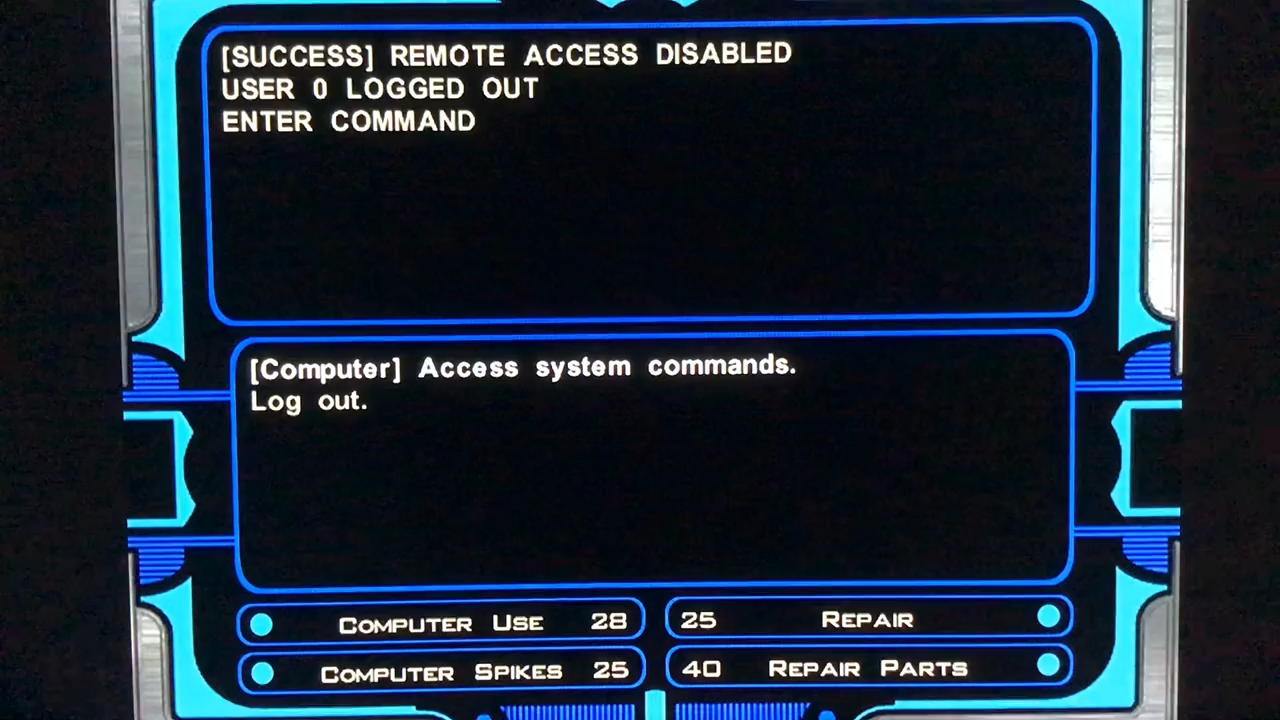 [SUCCESS] REMOTE ACCESS DISABLED
USER 0 LOGGED OUT
ENTER COMMAND
[Computer] Access system commands.
Log out.
COMPUTER USE 28
25 REPAIR
COMPUTER SPIKES 25
40 REPAIR PARTS